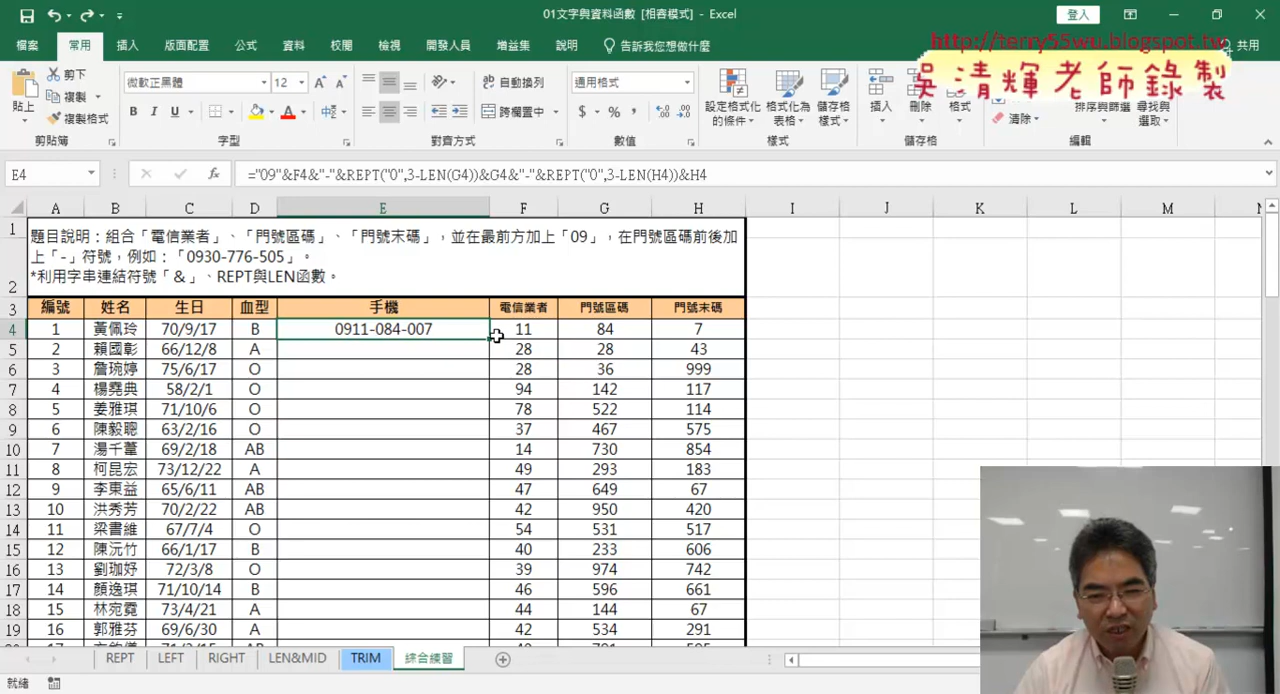 01文字與資料函數 [相容模式] - Excel
登入
檔案 常用 插入 版面配置 公式 資料 校閱 檢視 開發人員 增益集 說明 告訴我您想做什麼 共用
http://terry55wu.blogspot.tw
吳清輝老師錄製
貼上 剪下 複製 複製格式 剪貼簿
微軟正黑體 12 B I U A 中 字型
自動換列 跨欄置中 對齊方式
通用格式 $ % , 數值
設定格式化的條件 格式化為表格 儲存格樣式 樣式
插入 刪除 格式 儲存格
清除 排序與篩選 尋找與選取 編輯
E4 fx ="09"&F4&"-"&REPT("0",3-LEN(G4))&G4&"-"&REPT("0",3-LEN(H4))&H4
A B C D E F G H I J K L M N
1 題目說明：組合「電信業者」、「門號區碼」、「門號末碼」，並在最前方加上「09」，在門號區碼前後加
上「-」符號，例如：「0930-776-505」。
2 *利用字串連結符號「&」、REPT與LEN函數。
3 編號 姓名 生日 血型 手機 電信業者 門號區碼 門號末碼
4 1 黃佩玲 70/9/17 B 0911-084-007 11 84 7
5 2 賴國彰 66/12/8 A 28 28 43
6 3 詹琬婷 75/6/17 O 28 36 999
7 4 楊堯典 58/2/1 O 94 142 117
8 5 姜雅琪 71/10/6 O 78 522 114
9 6 陳毅聰 63/2/16 O 37 467 575
10 7 湯千葦 69/2/18 AB 14 730 854
11 8 柯昆宏 73/12/22 A 49 293 183
12 9 李東益 65/6/11 AB 47 649 67
13 10 洪秀芳 70/2/22 AB 42 950 420
14 11 梁書維 67/7/4 O 54 531 517
15 12 陳沅竹 66/1/17 B 40 233 606
16 13 劉珈妤 72/3/8 O 39 974 742
17 14 顏逸琪 71/10/14 B 46 596 661
18 15 林宛霓 73/4/21 A 44 144 67
19 16 郭雅芬 69/6/30 A 42 534 291
REPT LEFT RIGHT LEN&MID TRIM 綜合練習
就緒